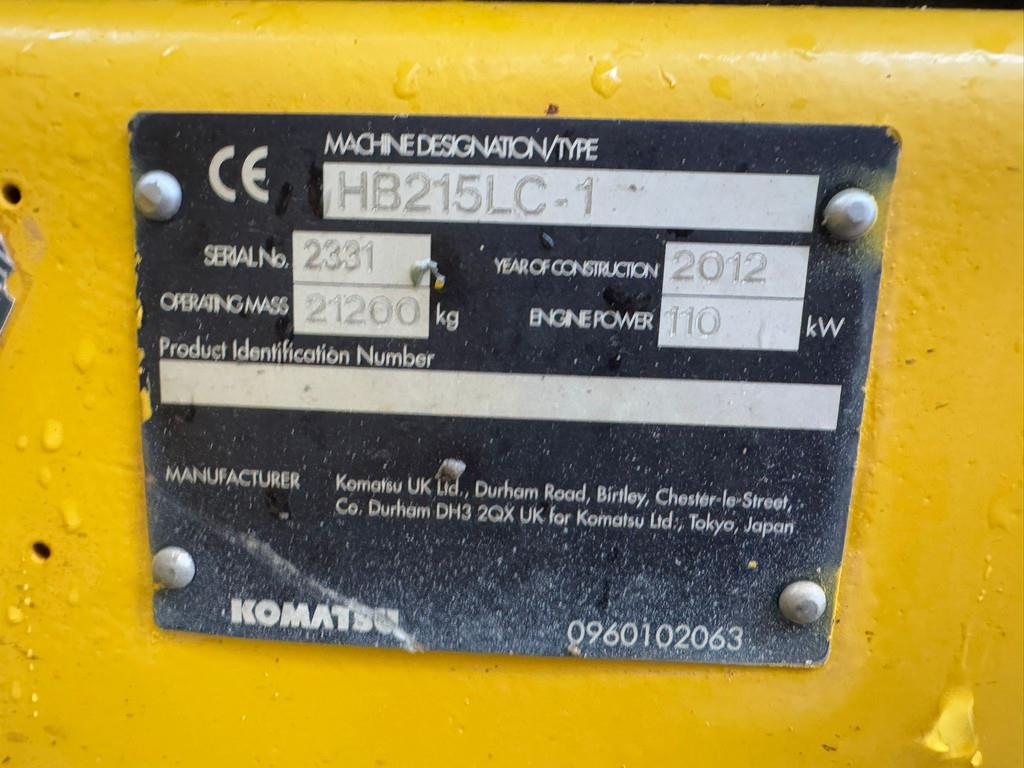 CE
MACHINE DESIGNATION/TYPE
HB215LC-1
SERIAL No. 2331 YEAR OF CONSTRUCTION 2012
OPERATING MASS 21200 kg ENGINE POWER 110 kW
Product Identification Number
MANUFACTURER Komatsu UK Ltd., Durham Road, Birtley, Chester-le-Street,
Co. Durham DH3 2QX UK for Komatsu Ltd., Tokyo, Japan
KOMATSU 0960102063